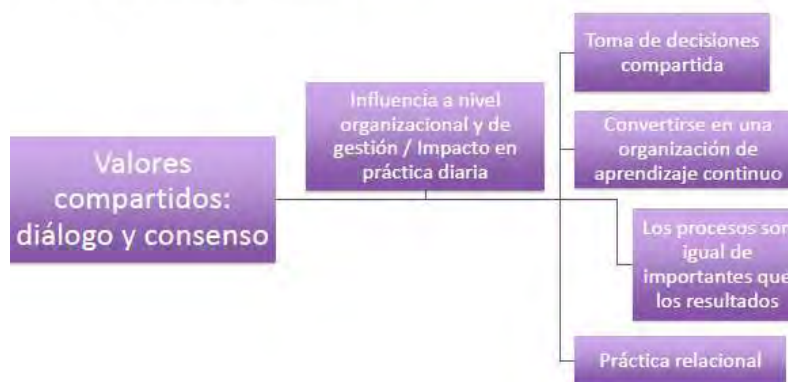 Valores
compartidos:
diálogo y consenso
Influencia a nivel
organizacional y de
gestión / Impacto en
práctica diaria
Toma de decisiones
compartida
Convertirse en una
organización de
aprendizaje continuo
Los procesos son
igual de
importantes que
los resultados
Práctica relacional